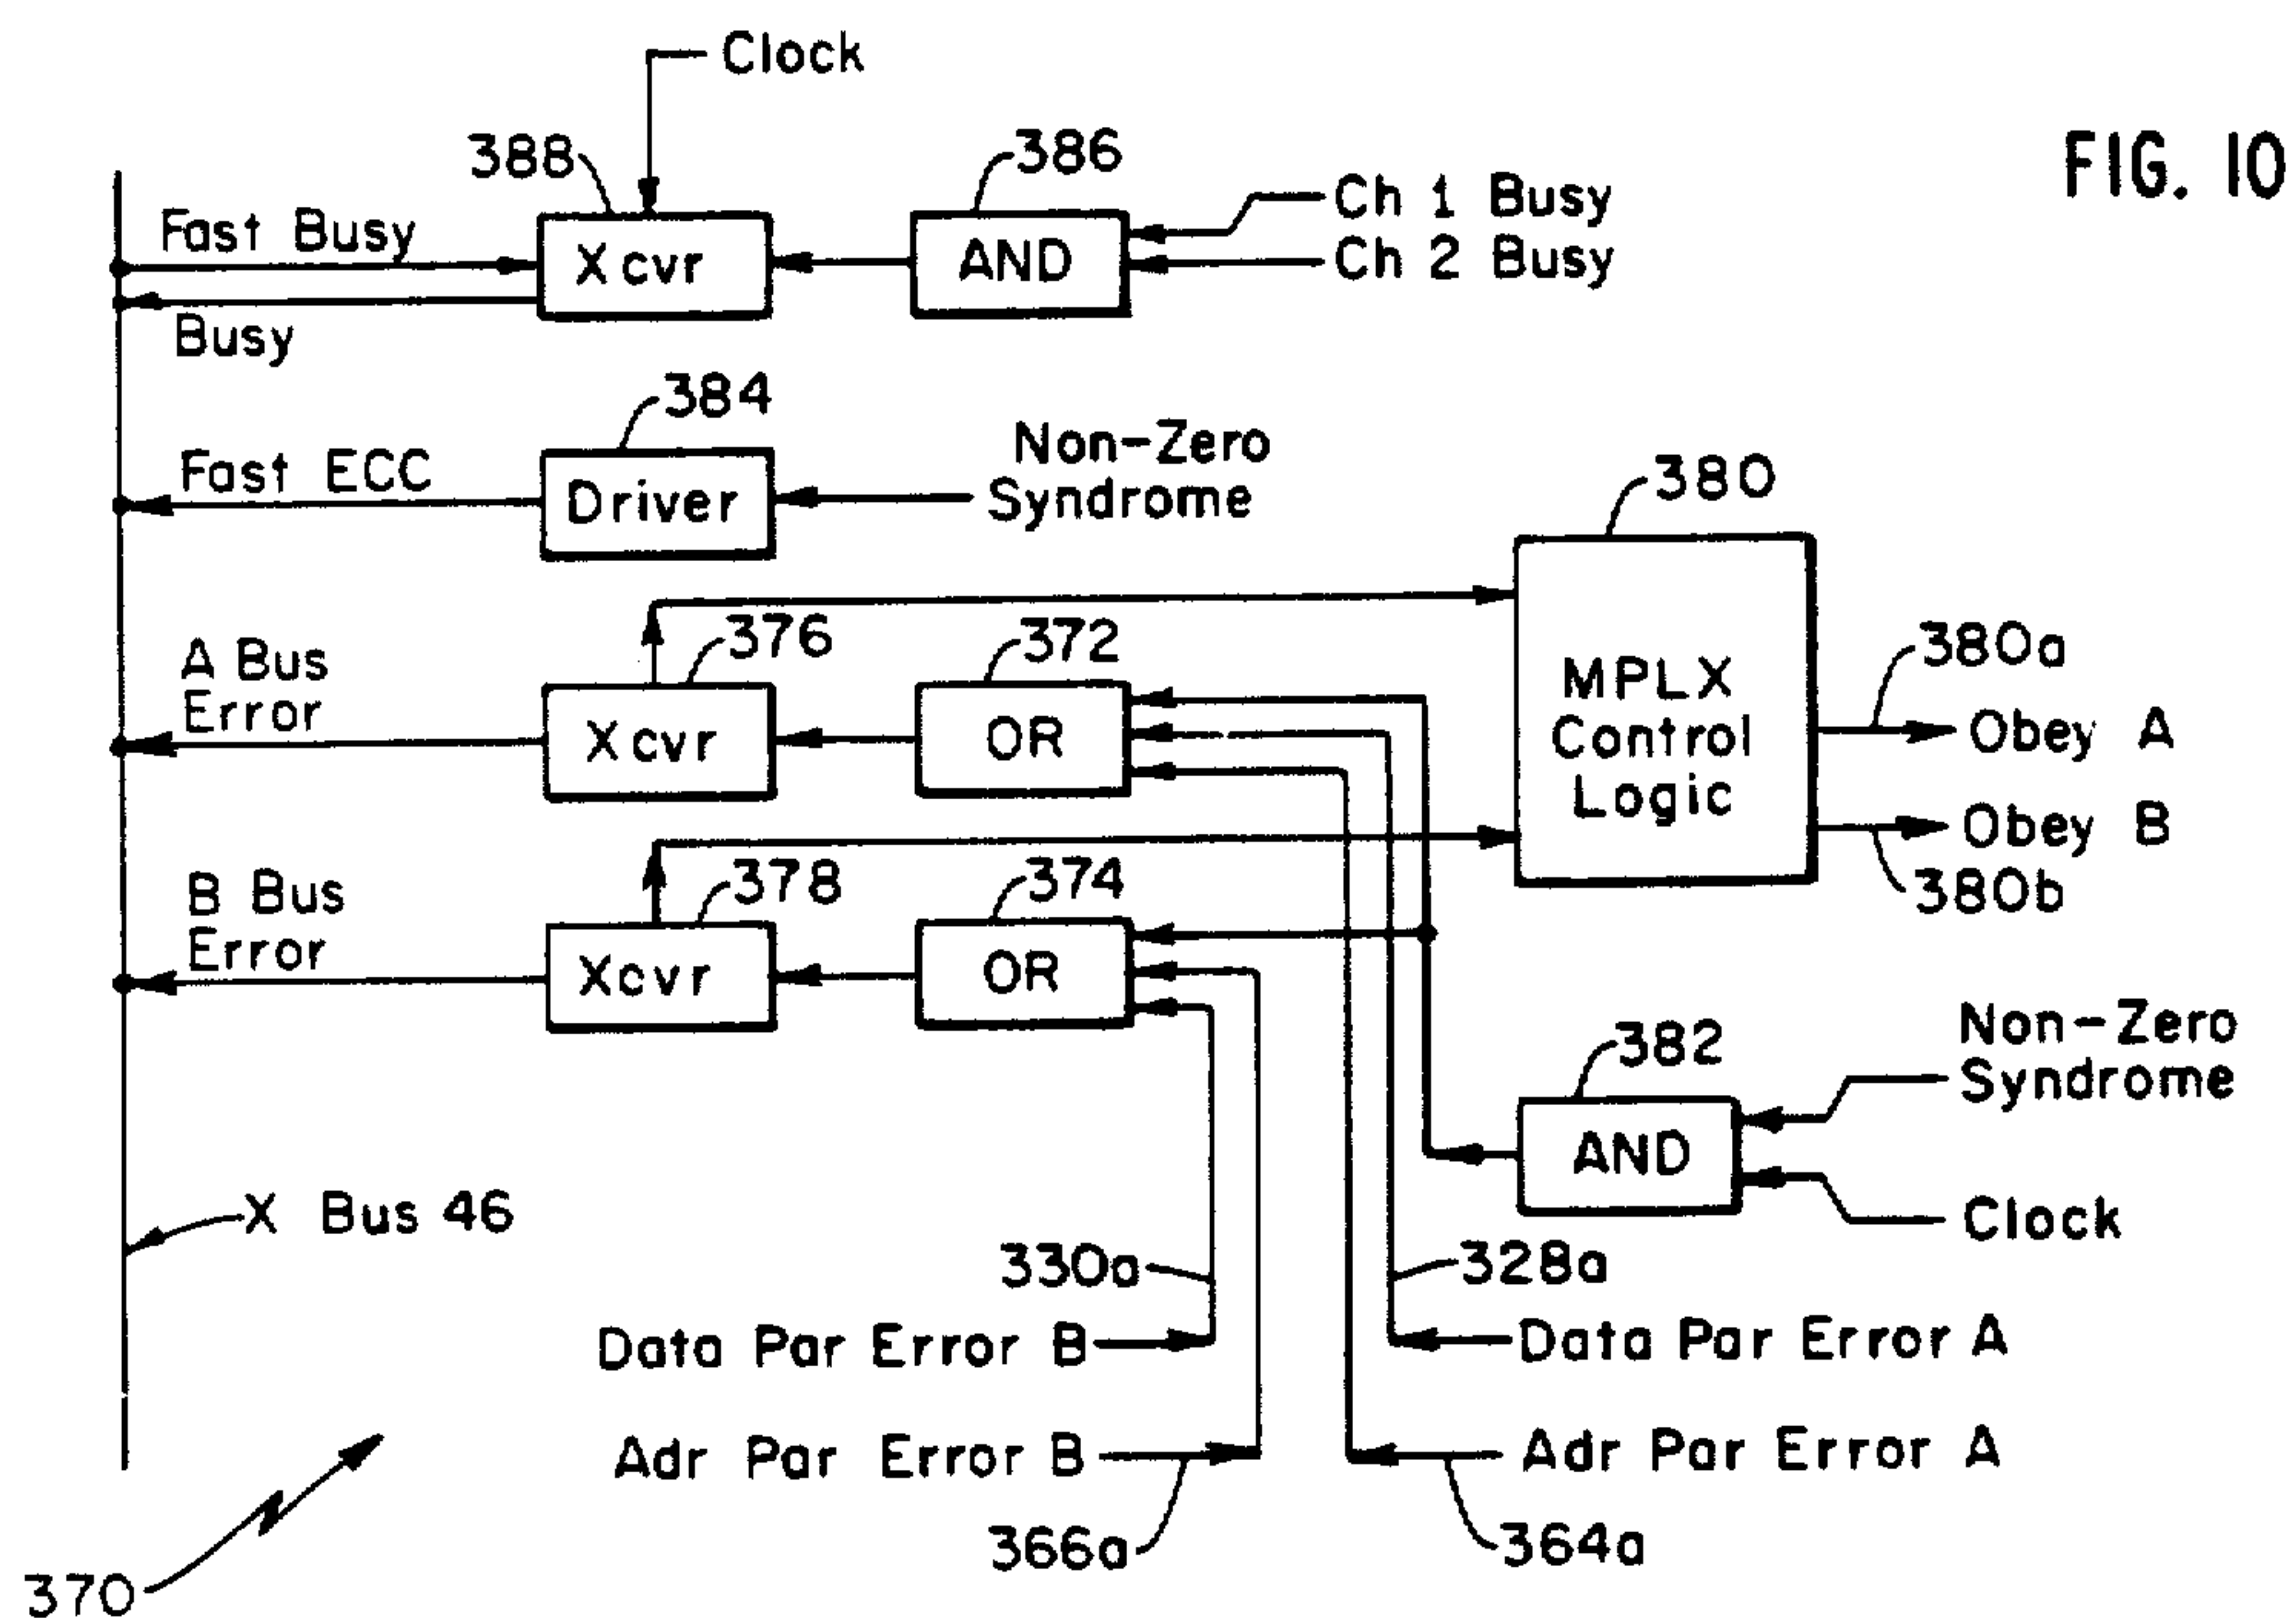 Clock
FIG. 10
388
386
Ch 1 Busy
Fast Busy
Xcvr
AND
Ch 2 Busy
Busy
384
Non-Zero
Syndrome
Fast ECC
Driver
380
376
372
A Bus
Error
Xcvr
OR
MPLX
Control
Logic
380a
Obey A
Obey B
380b
378
374
B Bus
Error
Xcvr
OR
382
Non-Zero
Syndrome
AND
Clock
X Bus 46
330a
328a
Data Par Error B
Data Par Error A
Adr Par Error B
Adr Par Error A
366a
364a
370